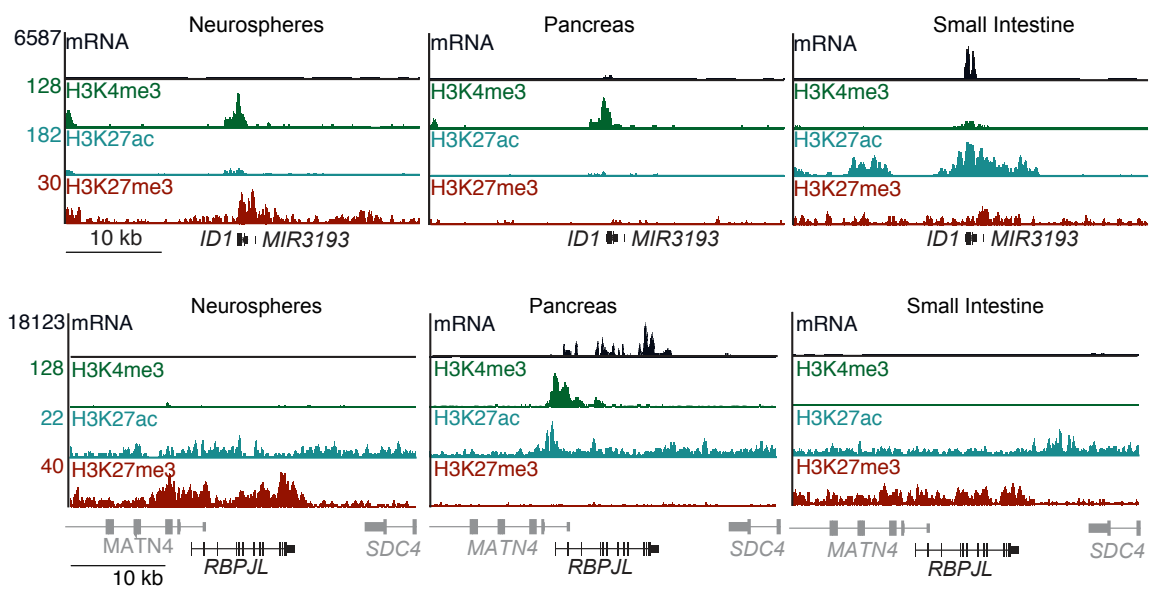 Neurospheres Pancreas Small Intestine
6587 mRNA mRNA mRNA
128 H3K4me3 H3K4me3 H3K4me3
182 H3K27ac H3K27ac H3K27ac
30 H3K27me3 H3K27me3 H3K27me3
10 kb ID1 MIR3193 ID1 MIR3193 ID1 MIR3193
Neurospheres Pancreas Small Intestine
18123 mRNA mRNA mRNA
128 H3K4me3 H3K4me3 H3K4me3
22 H3K27ac H3K27ac H3K27ac
40 H3K27me3 H3K27me3 H3K27me3
MATN4 SDC4 MATN4 SDC4 MATN4 SDC4
10 kb RBPJL RBPJL RBPJL